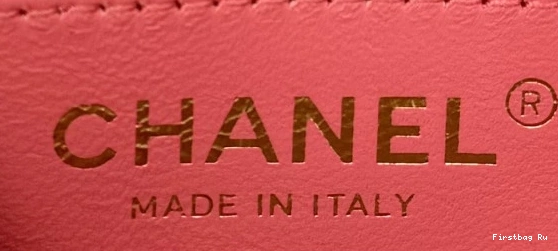 CHANEL ®
MADE IN ITALY
Firstbag Ru